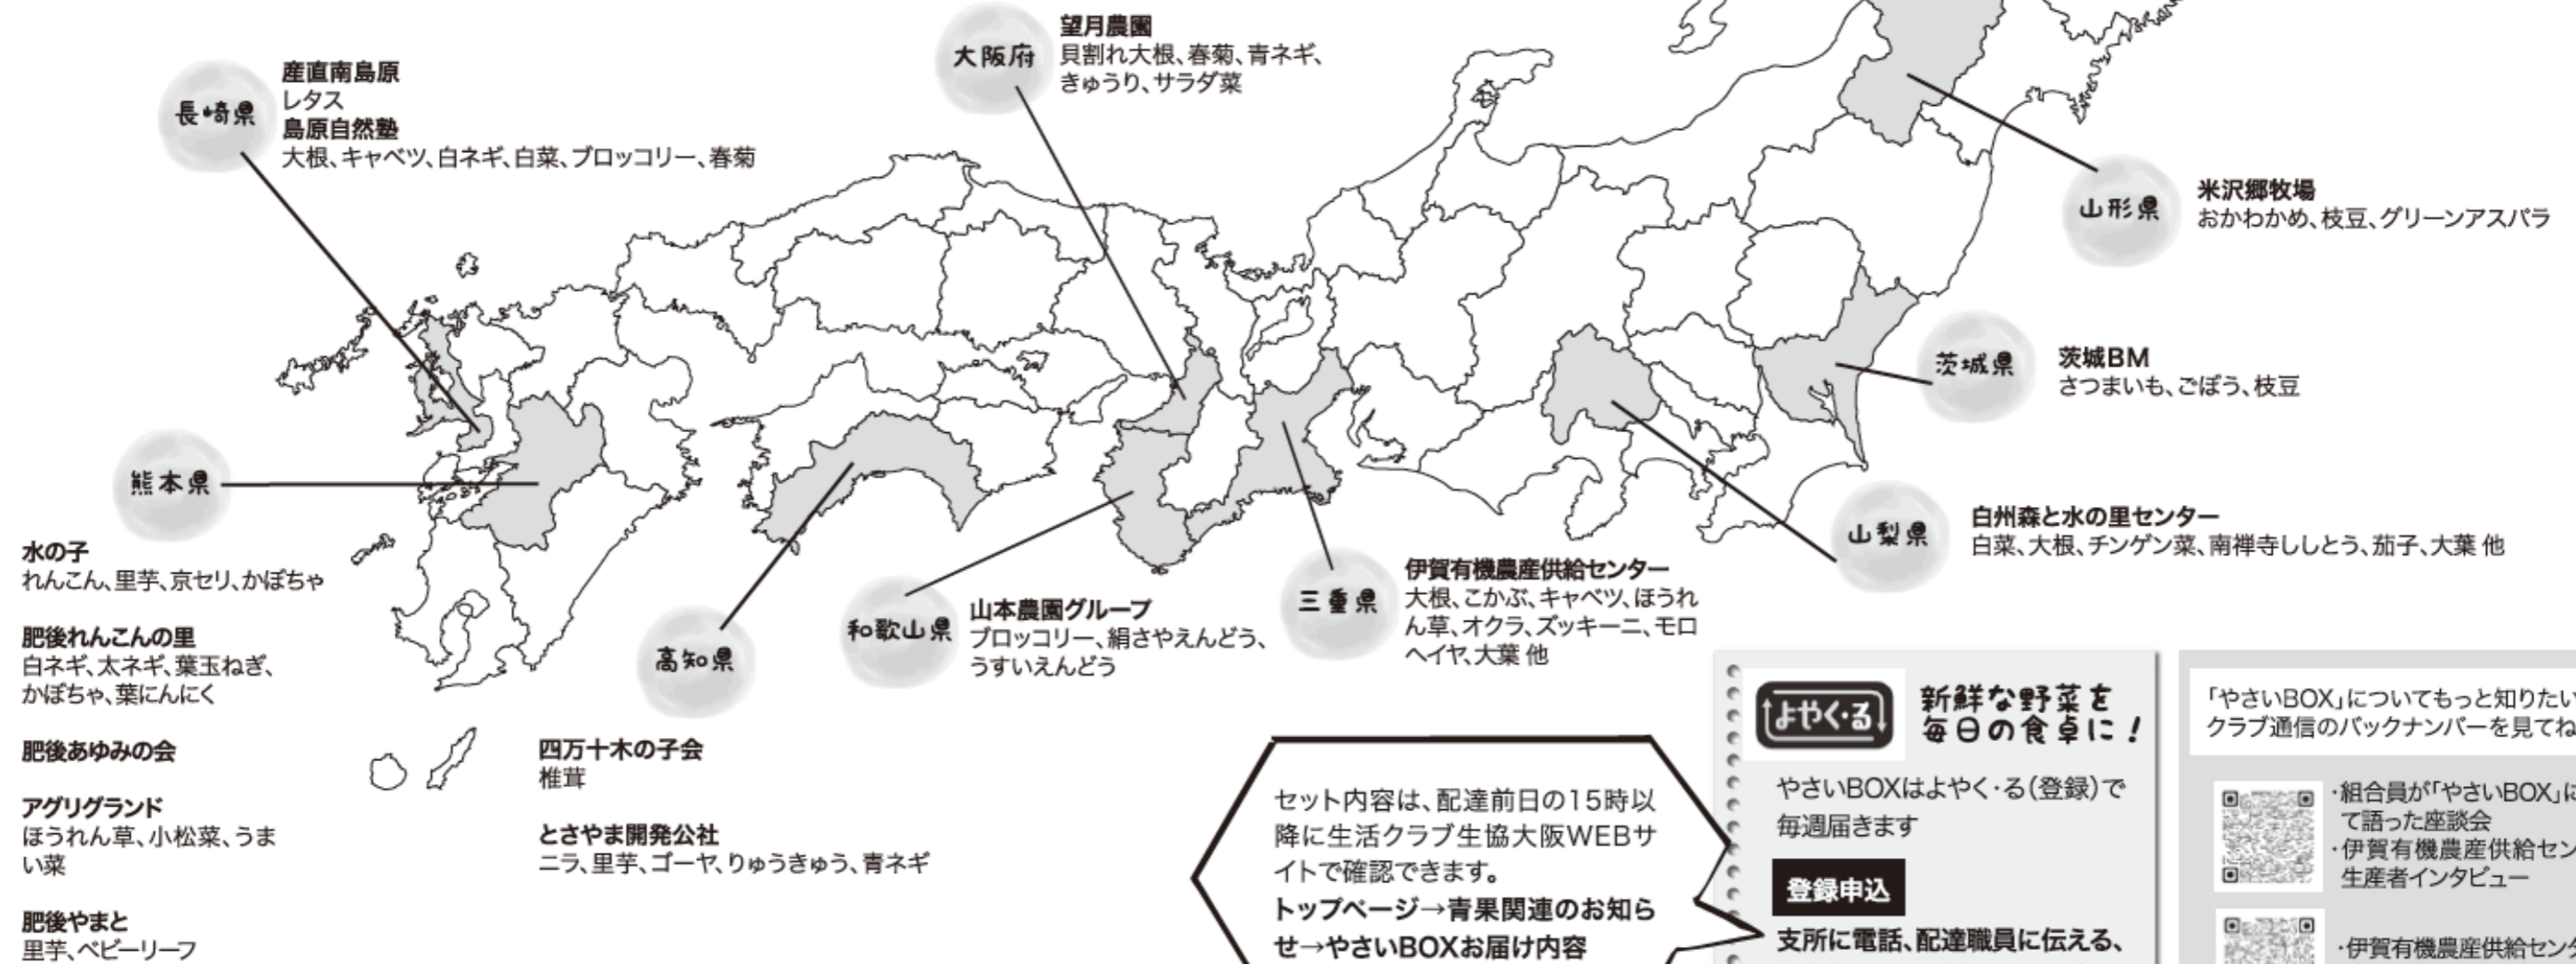 長崎県
産直南島原
レタス
島原自然塾
大根、キャベツ、白ネギ、白菜、ブロッコリー、春菊
大阪府
望月農園
貝割れ大根、春菊、青ネギ、
きゅうり、サラダ菜
山形県
米沢郷牧場
おかわかめ、枝豆、グリーンアスパラ
茨城県
茨城BM
さつまいも、ごぼう、枝豆
山梨県
白州森と水の里センター
白菜、大根、チンゲン菜、南禅寺ししとう、茄子、大葉 他
熊本県
水の子
れんこん、里芋、京セリ、かぼちゃ
肥後れんこんの里
白ネギ、太ネギ、葉玉ねぎ、
かぼちゃ、葉にんにく
肥後あゆみの会
アグリグランド
ほうれん草、小松菜、うま
い菜
肥後やまと
里芋、ベビーリーフ
高知県
四万十木の子会
椎茸
とさやま開発公社
ニラ、里芋、ゴーヤ、りゅうきゅう、青ネギ
和歌山県
山本農園グループ
ブロッコリー、絹さやえんどう、
うすいえんどう
三重県
伊賀有機農産供給センター
大根、こかぶ、キャベツ、ほうれ
ん草、オクラ、ズッキーニ、モロ
ヘイヤ、大葉 他
セット内容は、配達前日の15時以
降に生活クラブ生協大阪WEBサ
イトで確認できます。
トップページ→青果関連のお知ら
せ→やさいBOXお届け内容
よやく・る
新鮮な野菜を
毎日の食卓に！
やさいBOXはよやく・る（登録）で
毎週届きます
登録申込
支所に電話、配達職員に伝える、
「やさいBOX」についてもっと知りたい
クラブ通信のバックナンバーを見てね
・組合員が「やさいBOX」に
て語った座談会
・伊賀有機農産供給セン
生産者インタビュー
・伊賀有機農産供給センタ